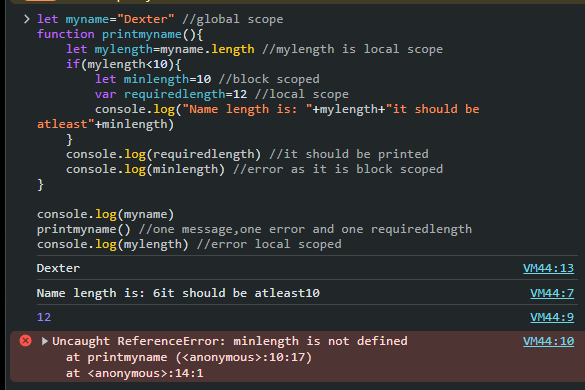 let myname="Dexter" //global scope
function printmyname(){
let mylength=myname.length //mylength is local scope
if(mylength<10){
let minlength=10 //block scoped
var requiredlength=12 //local scope
console.log("Name length is: "+mylength+"it should be
atleast"+minlength)
}
console.log(requiredlength) //it should be printed
console.log(minlength) //error as it is block scoped
}
console.log(myname)
printmyname() //one message,one error and one requiredlength
console.log(mylength) //error local scoped
Dexter VM44:13
Name length is: 6it should be atleast10 VM44:7
12 VM44:9
Uncaught ReferenceError: minlength is not defined VM44:10
at printmyname (<anonymous>:10:17)
at <anonymous>:14:1